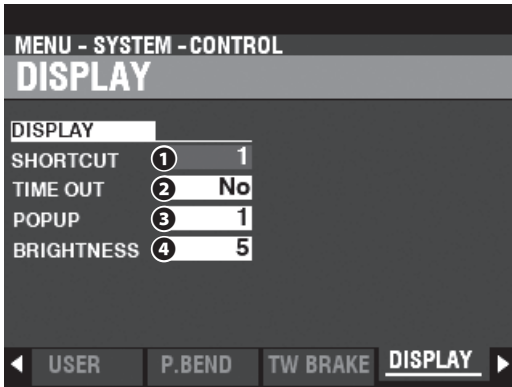 MENU - SYSTEM - CONTROL
DISPLAY
DISPLAY
SHORTCUT 1 1
TIME OUT 2 No
POPUP 3 1
BRIGHTNESS 4 5
◀ USER P.BEND TW BRAKE DISPLAY ▶